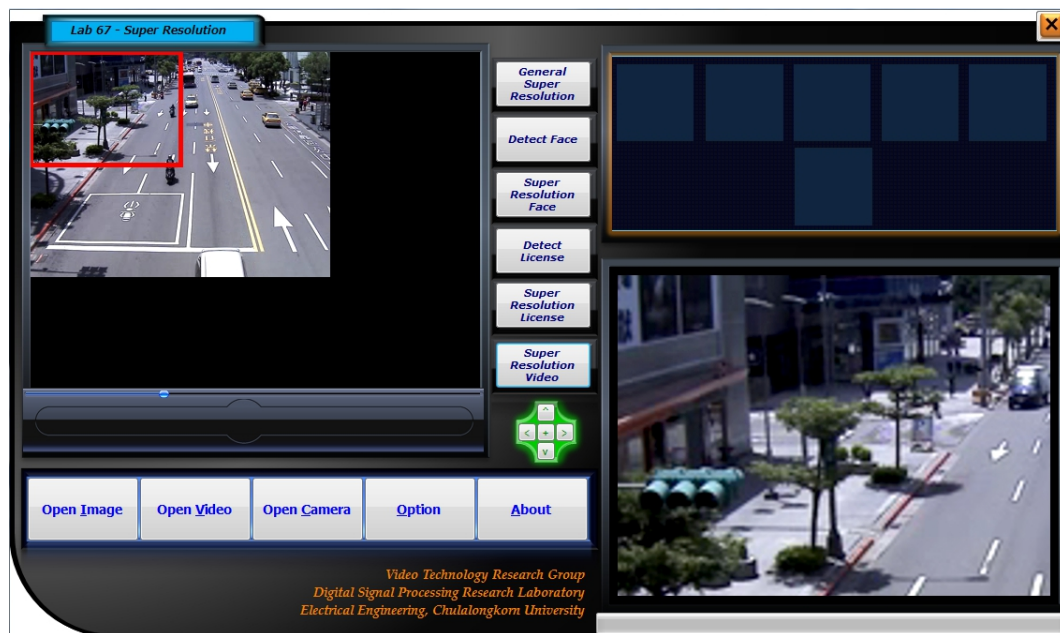 Lab 67 - Super Resolution
General
Super
Resolution
Detect Face
Super
Resolution
Face
Detect
License
Super
Resolution
License
Super
Resolution
Video
^
< + >
v
Open Image
Open Video
Open Camera
Option
About
Video Technology Research Group
Digital Signal Processing Research Laboratory
Electrical Engineering, Chulalongkorn University